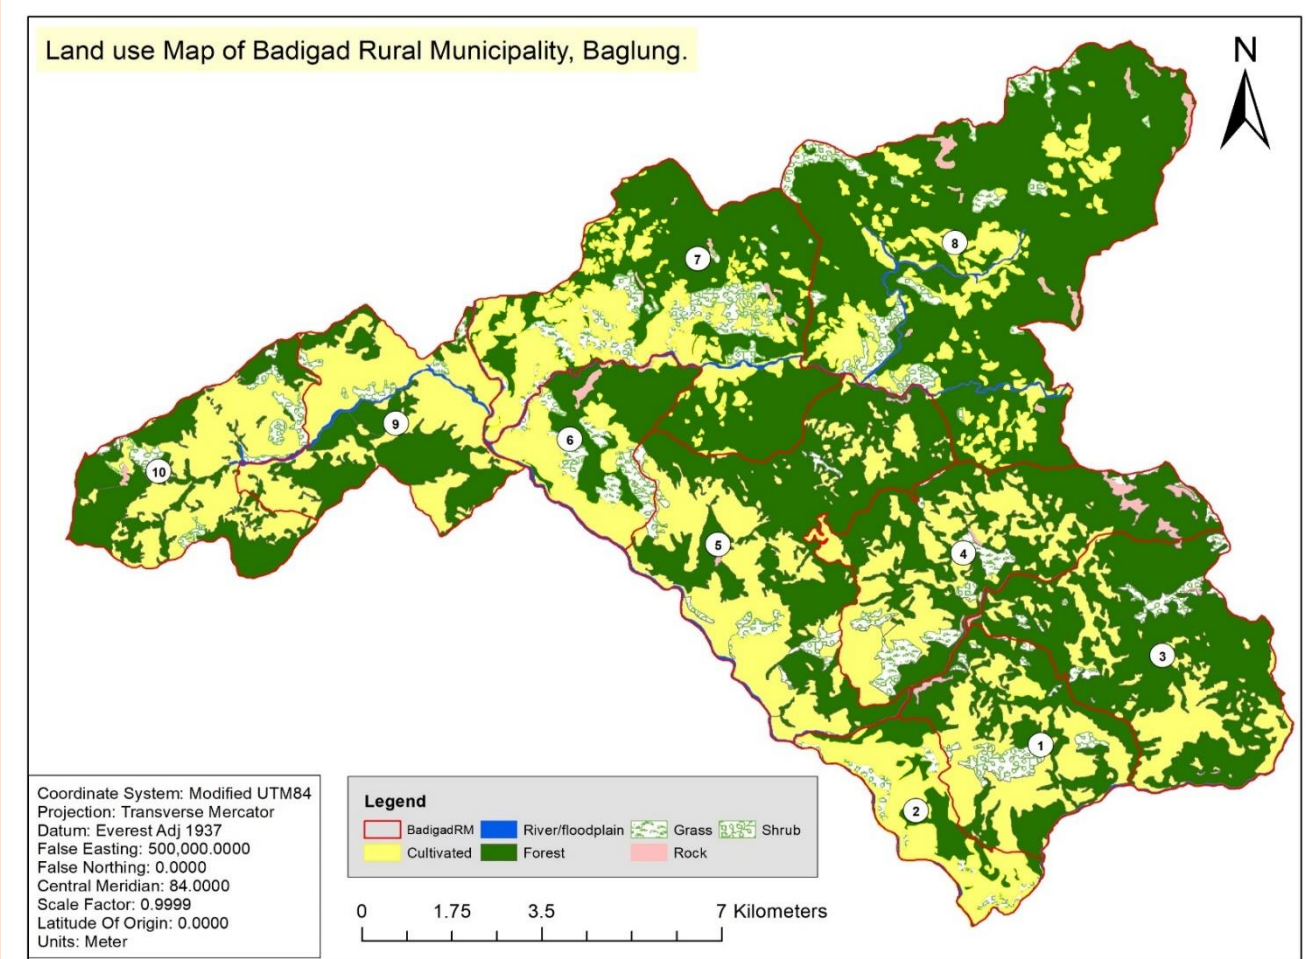 Land use Map of Badigad Rural Municipality, Baglung.
N
8
7
9
6
10
5
4
3
1
2
Coordinate System: Modified UTM84
Projection: Transverse Mercator
Datum: Everest Adj 1937
False Easting: 500,000.0000
False Northing: 0.0000
Central Meridian: 84.0000
Scale Factor: 0.9999
Latitude Of Origin: 0.0000
Units: Meter
Legend
BadigadRM River/floodplain Grass Shrub
Cultivated Forest Rock
0 1.75 3.5 7 Kilometers